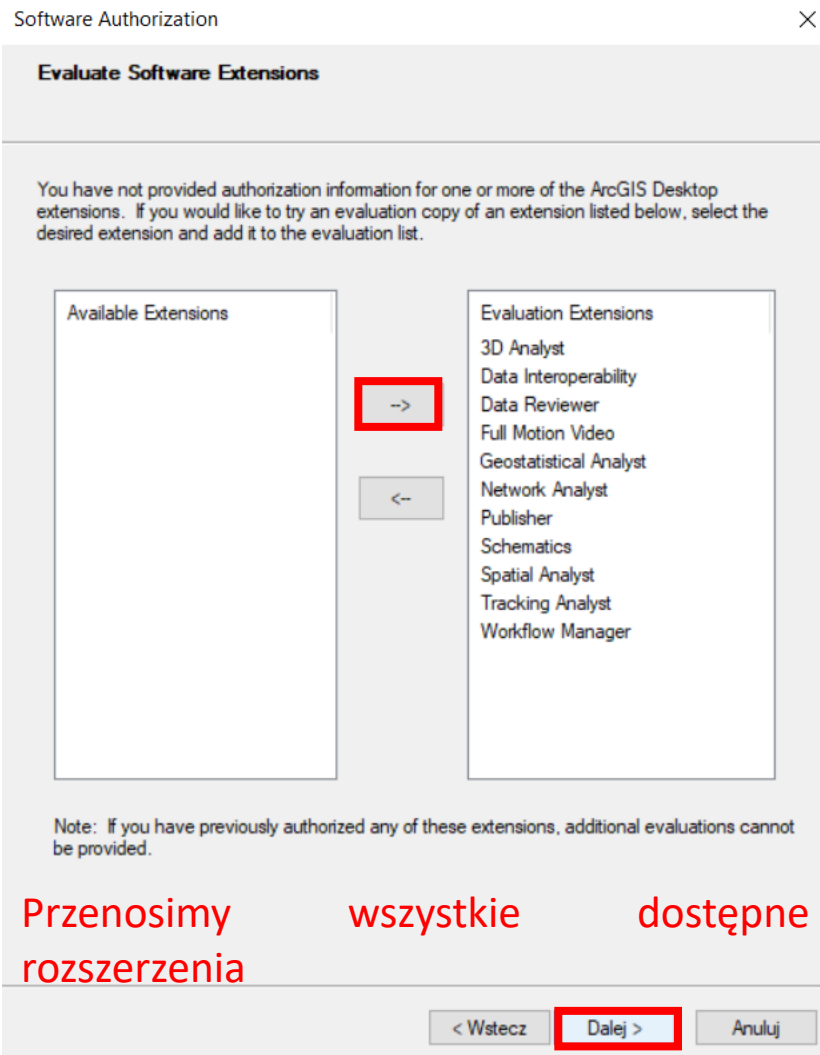 Software Authorization
Evaluate Software Extensions
You have not provided authorization information for one or more of the ArcGIS Desktop
extensions. If you would like to try an evaluation copy of an extension listed below, select the
desired extension and add it to the evaluation list.
Available Extensions
-->
<--
Evaluation Extensions
3D Analyst
Data Interoperability
Data Reviewer
Full Motion Video
Geostatistical Analyst
Network Analyst
Publisher
Schematics
Spatial Analyst
Tracking Analyst
Workflow Manager
Note: If you have previously authorized any of these extensions, additional evaluations cannot
be provided.
Przenosimy wszystkie dostępne
rozszerzenia
< Wstecz
Dalej >
Anuluj